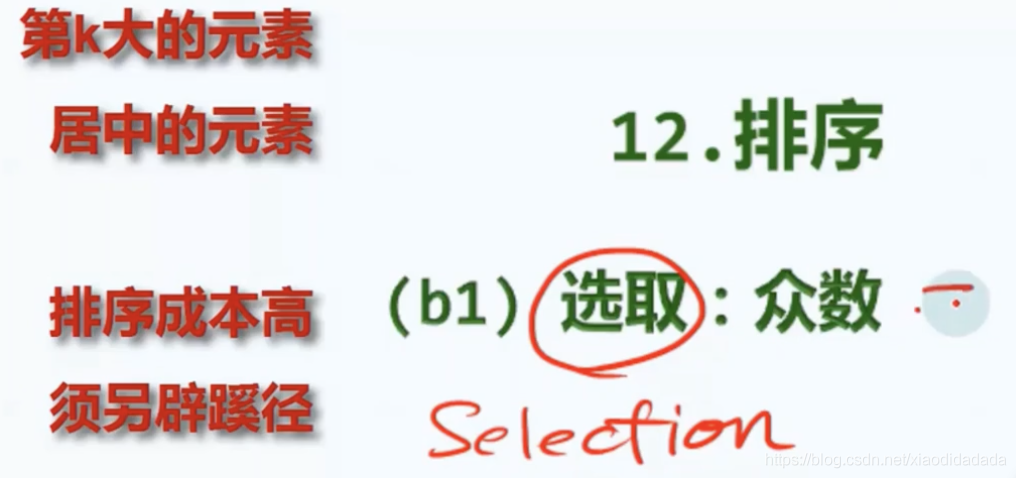 第k大的元素
居中的元素
排序成本高
须另辟蹊径
12.排序
(b1) 选取：众数
Selection
https://blog.csdn.net/xiaodidadada